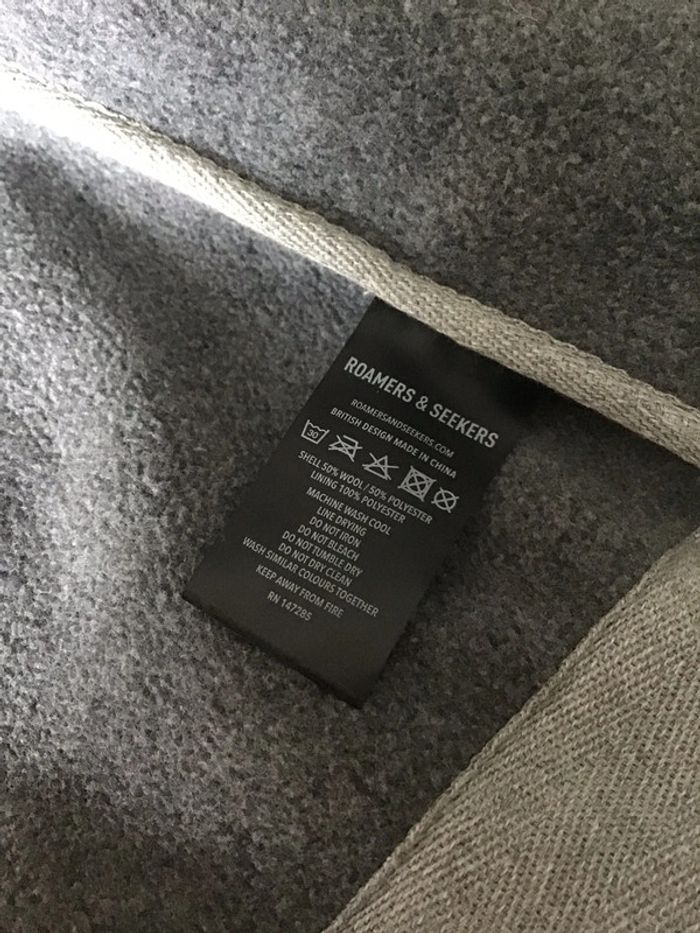 ROAMERS & SEEKERS
ROAMERSANDSEEKERS.COM
BRITISH DESIGN MADE IN CHINA
30
SHELL 50% WOOL / 50% POLYESTER
LINING 100% POLYESTER
MACHINE WASH COOL
LINE DRYING
DO NOT IRON
DO NOT BLEACH
DO NOT TUMBLE DRY
DO NOT DRY CLEAN
WASH SIMILAR COLOURS TOGETHER
KEEP AWAY FROM FIRE
RN 147285